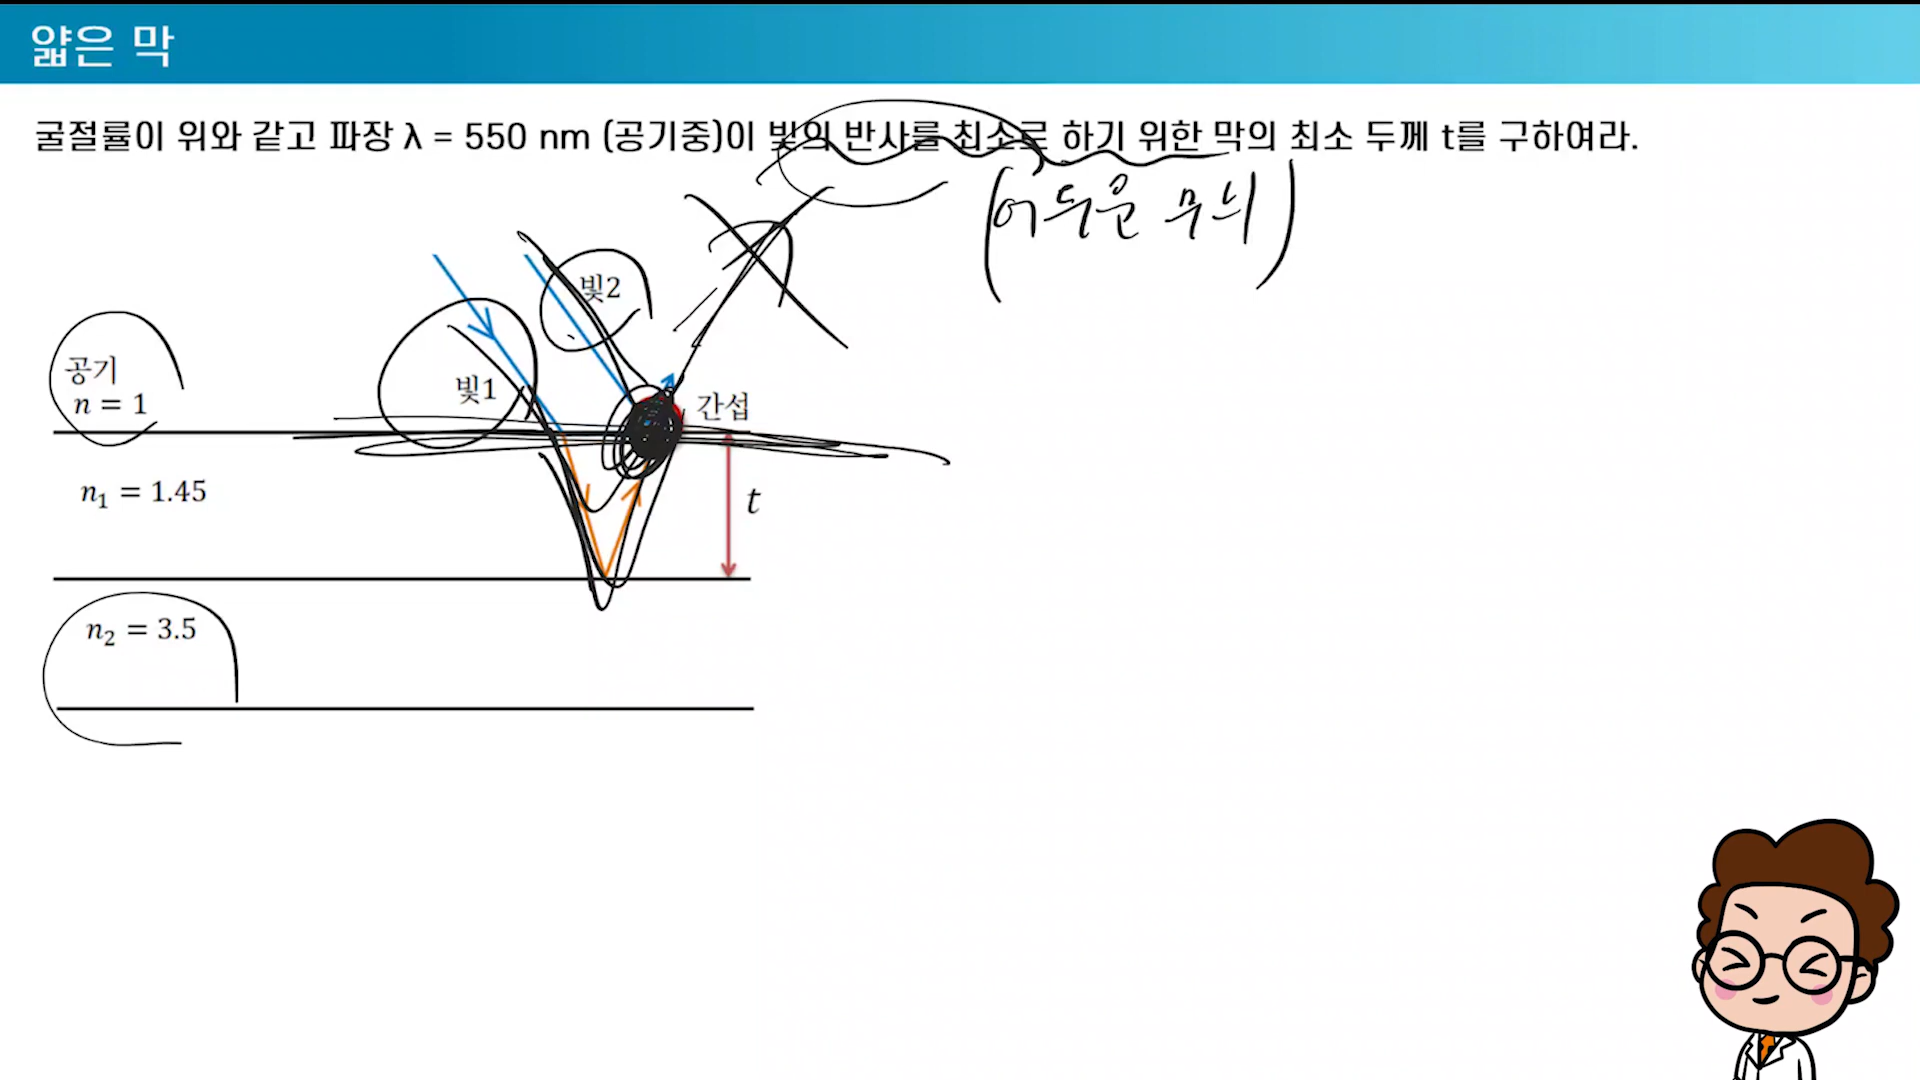 얇은 막
굴절률이 위와 같고 파장 λ = 550 nm (공기중)이 빛의 반사를 최소로 하기 위한 막의 최소 두께 t를 구하여라.
(어두운 무늬)
빛2
공기
빛1
n = 1
간섭
n₁ = 1.45
t
n₂ = 3.5